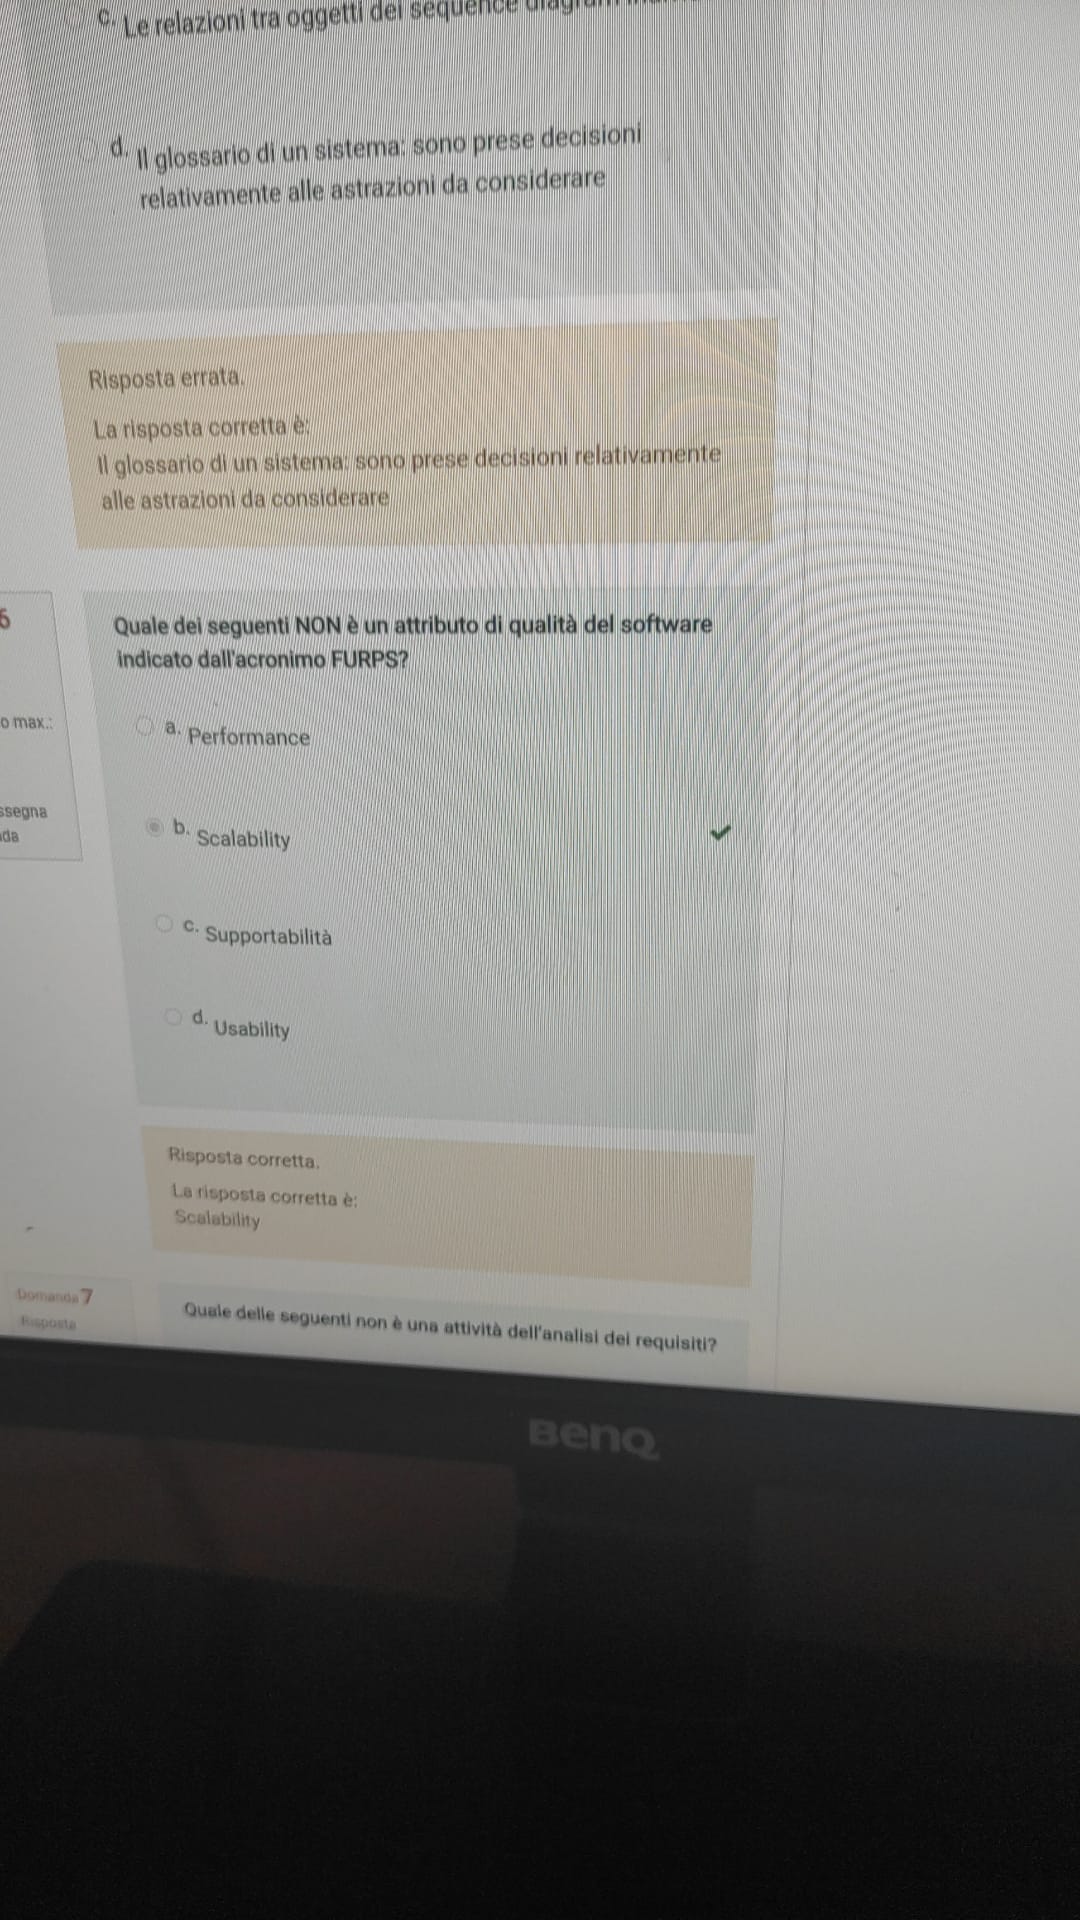 c. Le relazioni tra oggetti dei sequence
d. Il glossario di un sistema: sono prese decisioni
relativamente alle astrazioni da considerare
Risposta errata.
La risposta corretta è:
Il glossario di un sistema: sono prese decisioni relativamente
alle astrazioni da considerare
6
o max.:
ssegna
da
Quale dei seguenti NON è un attributo di qualità del software
indicato dall'acronimo FURPS?
a. Performance
b. Scalability
c. Supportabilità
d. Usability
Risposta corretta.
La risposta corretta è:
Scalability
Domanda 7
Risposta
Quale delle seguenti non è una attività dell'analisi dei requisiti?
BenQ